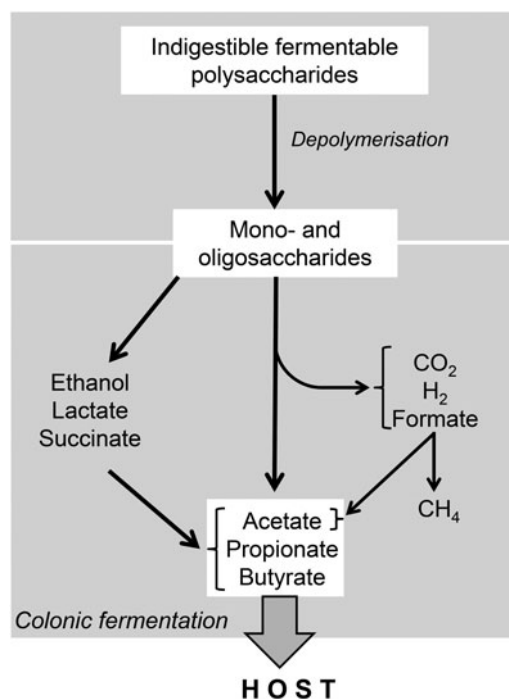 Indigestible fermentable
polysaccharides
Depolymerisation
Mono- and
oligosaccharides
Ethanol
Lactate
Succinate
CO₂
H₂
Formate
CH₄
Acetate
Propionate
Butyrate
Colonic fermentation
HOST